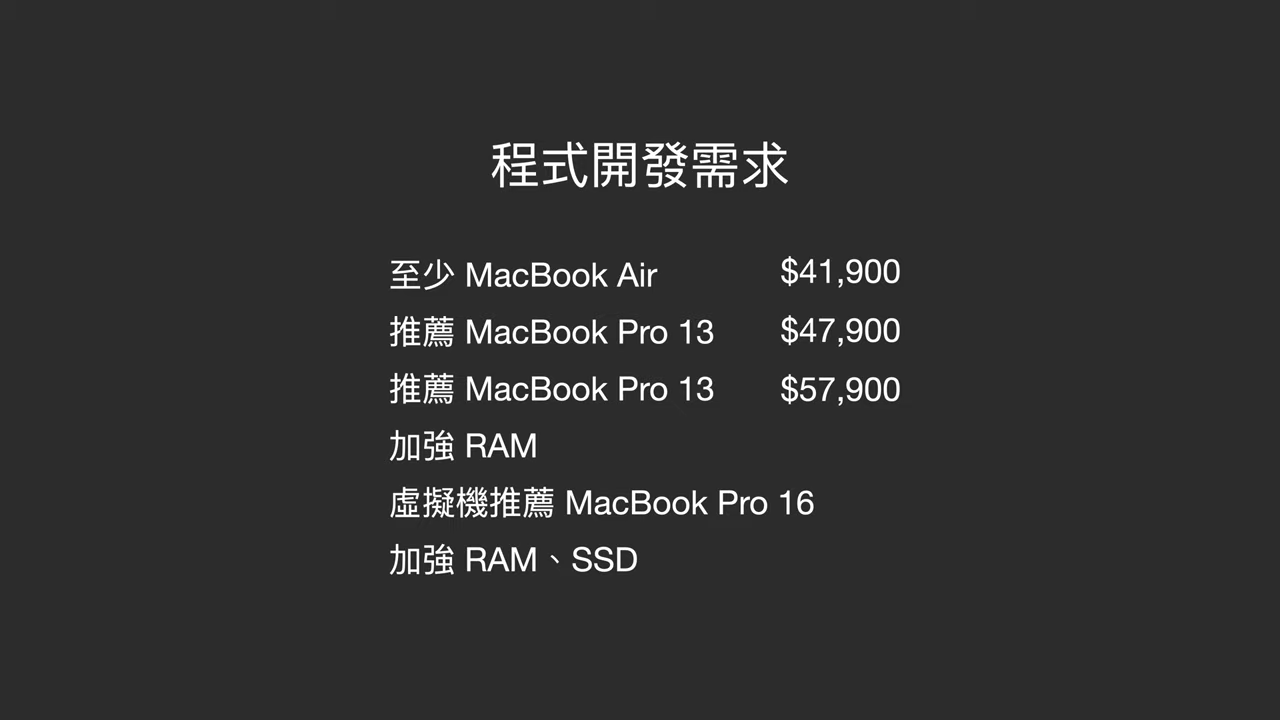 程式開發需求
至少 MacBook Air $41,900
推薦 MacBook Pro 13 $47,900
推薦 MacBook Pro 13 $57,900
加強 RAM
虛擬機推薦 MacBook Pro 16
加強 RAM、SSD